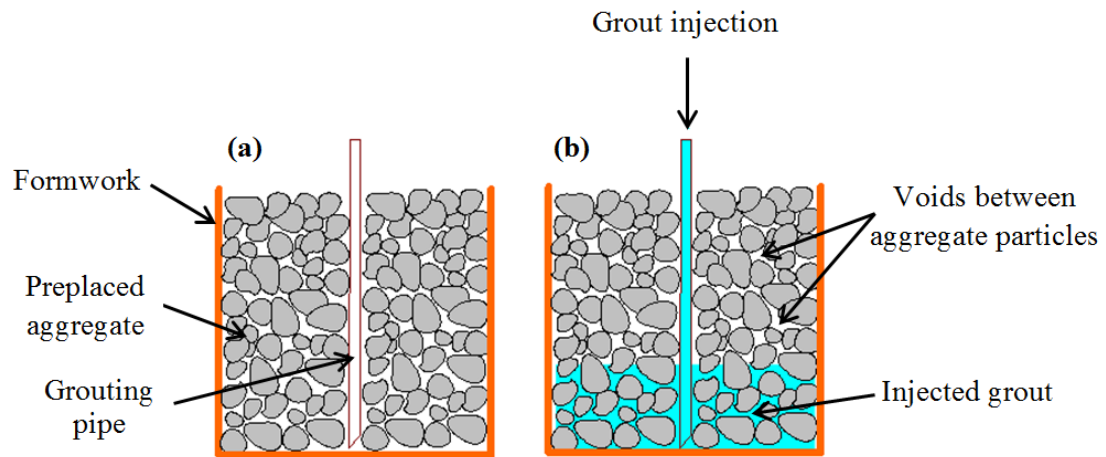 Grout injection
(a)
(b)
Formwork
Preplaced
aggregate
Grouting
pipe
Voids between
aggregate particles
Injected grout